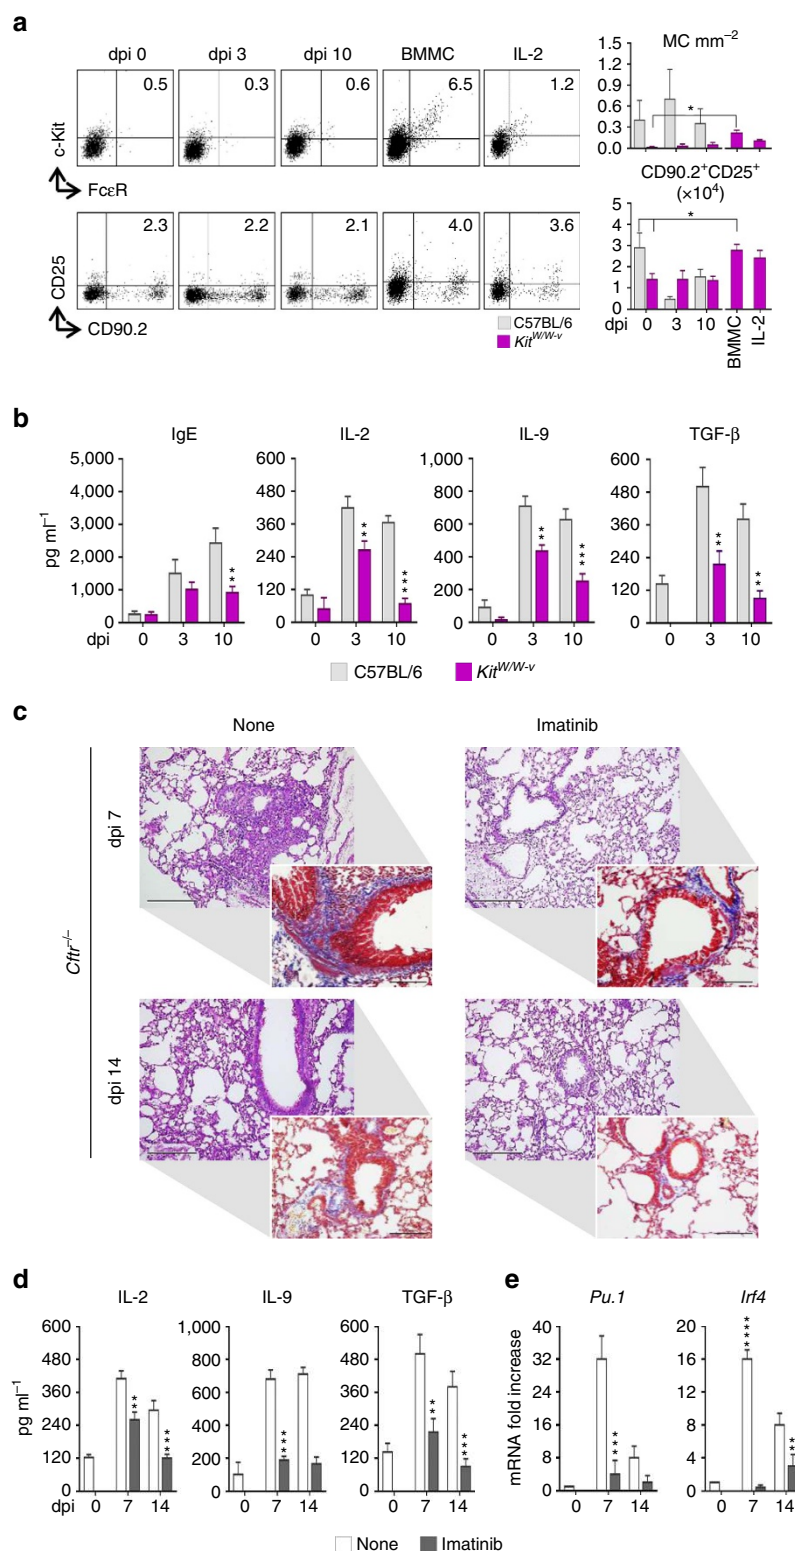 a
dpi 0 dpi 3 dpi 10 BMMC IL-2
0.5 0.3 0.6 6.5 1.2
c-Kit
FcεR
2.3 2.2 2.1 4.0 3.6
CD25
CD90.2
MC mm⁻²
1.5
1.2
0.9
0.6
0.3
0.0
*
CD90.2⁺CD25⁺
(×10⁴)
5
4
3
2
1
0
*
dpi 0 3 10 BMMC IL-2
C57BL/6
Kit^W/W-v
b
IgE IL-2 IL-9 TGF-β
pg ml⁻¹
5,000 600 1,000 600
4,000 480 800 480
3,000 360 600 360
2,000 240 400 240
1,000 120 200 120
0 0 0 0
** ** *** ** *** ** **
dpi 0 3 10 0 3 10 0 3 10 0 3 10
C57BL/6 Kit^W/W-v
c
None Imatinib
Cftr⁻/⁻
dpi 7
dpi 14
d
IL-2 IL-9 TGF-β
pg ml⁻¹
600 1,000 600
480 800 480
360 600 360
240 400 240
120 200 120
0 0 0
** *** *** ** ***
dpi 0 7 14 0 7 14 0 7 14
None Imatinib
e
Pu.1 Irf4
mRNA fold increase
40 20
32 16
24 12
16 8
8 4
0 0
*** **** **
0 7 14 0 7 14